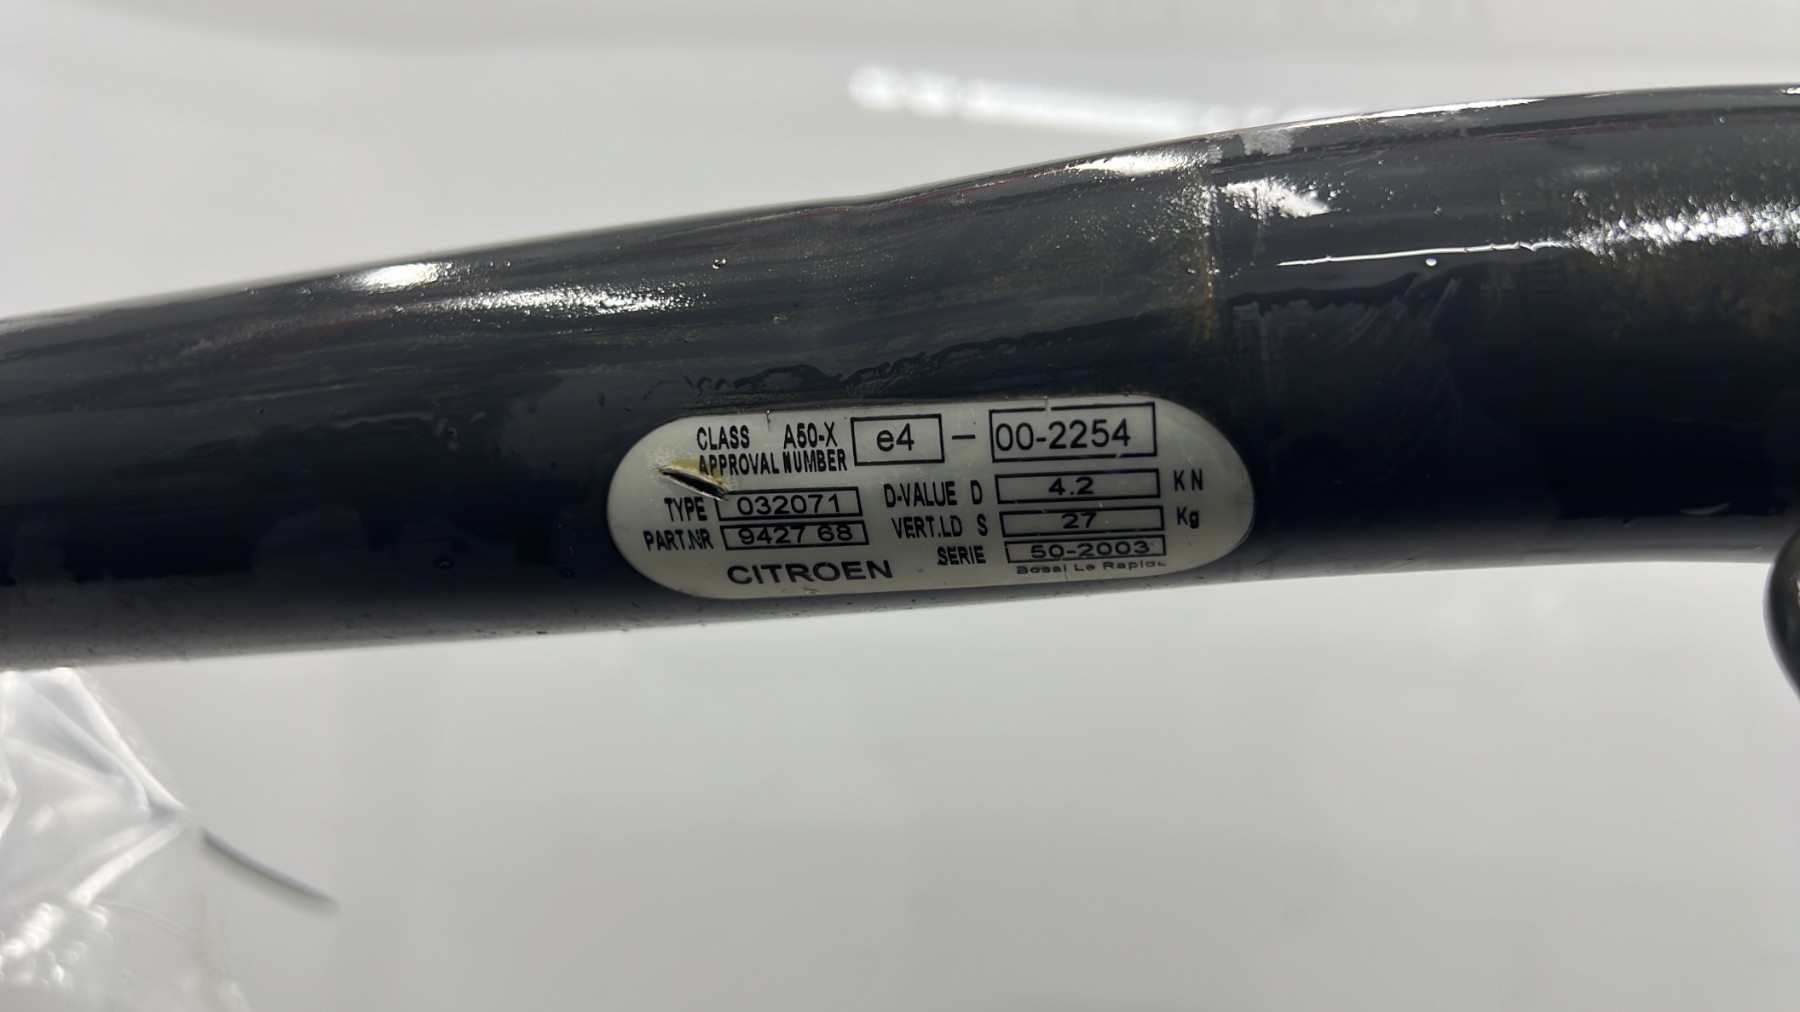 CLASS A50-X e4 - 00-2254
APPROVAL NUMBER
TYPE 032071 D-VALUE D 4.2 KN
PART.NR 9427 68 VERT.LD S 27 Kg
CITROEN SERIE 50-2003
Bosal Le Rapide